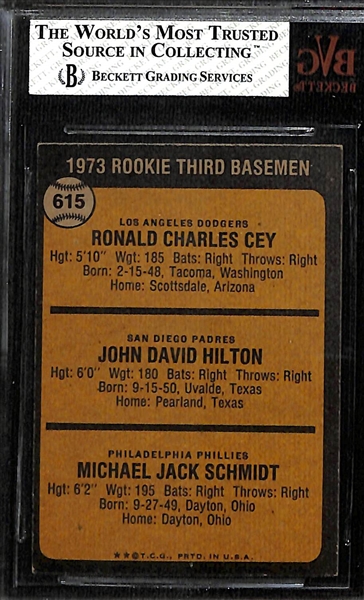 THE WORLD'S MOST TRUSTED
SOURCE IN COLLECTING™
B BECKETT GRADING SERVICES
BVG
BECKETT
1973 ROOKIE THIRD BASEMEN
615
LOS ANGELES DODGERS
RONALD CHARLES CEY
Hgt: 5'10" Wgt: 185 Bats: Right Throws: Right
Born: 2-15-48, Tacoma, Washington
Home: Scottsdale, Arizona
SAN DIEGO PADRES
JOHN DAVID HILTON
Hgt: 6'0" Wgt: 180 Bats: Right Throws: Right
Born: 9-15-50, Uvalde, Texas
Home: Pearland, Texas
PHILADELPHIA PHILLIES
MICHAEL JACK SCHMIDT
Hgt: 6'2" Wgt: 195 Bats: Right Throws: Right
Born: 9-27-49, Dayton, Ohio
Home: Dayton, Ohio
★★©T.C.G., PRTD. IN U.S.A.